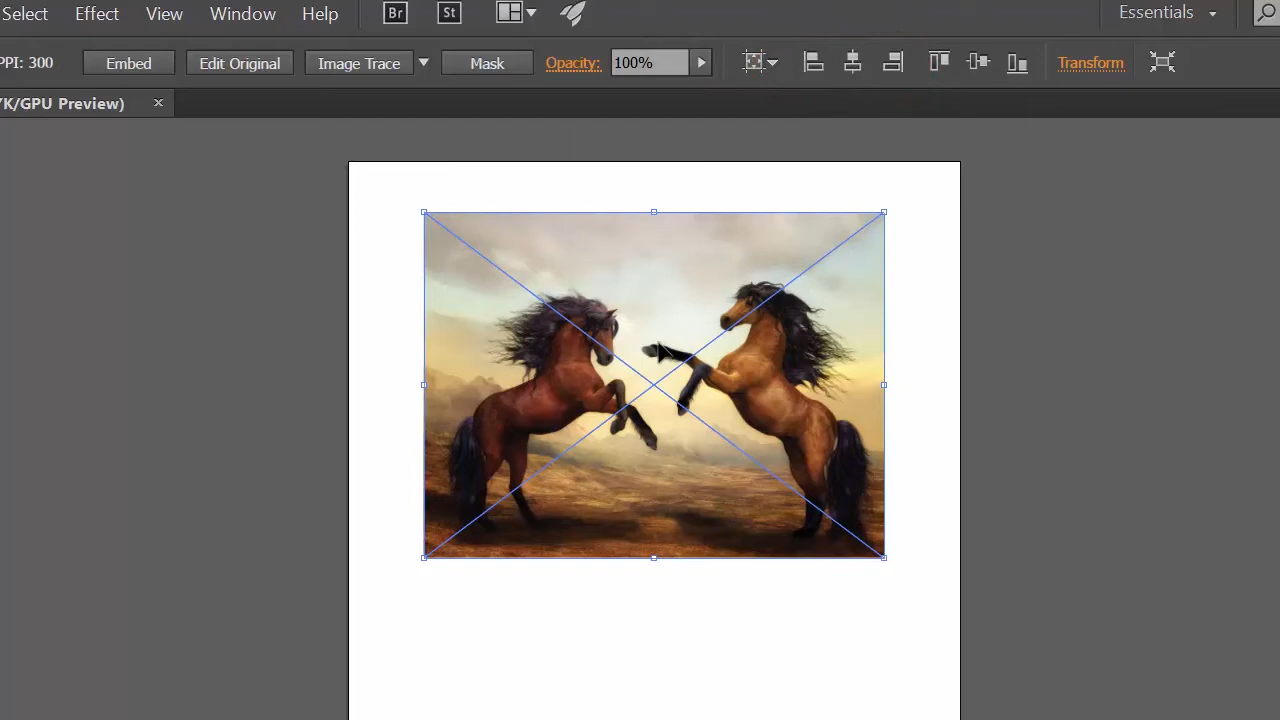 Select Effect View Window Help Br St Essentials
PPI: 300 Embed Edit Original Image Trace Mask Opacity: 100% Transform
YK/GPU Preview) ×